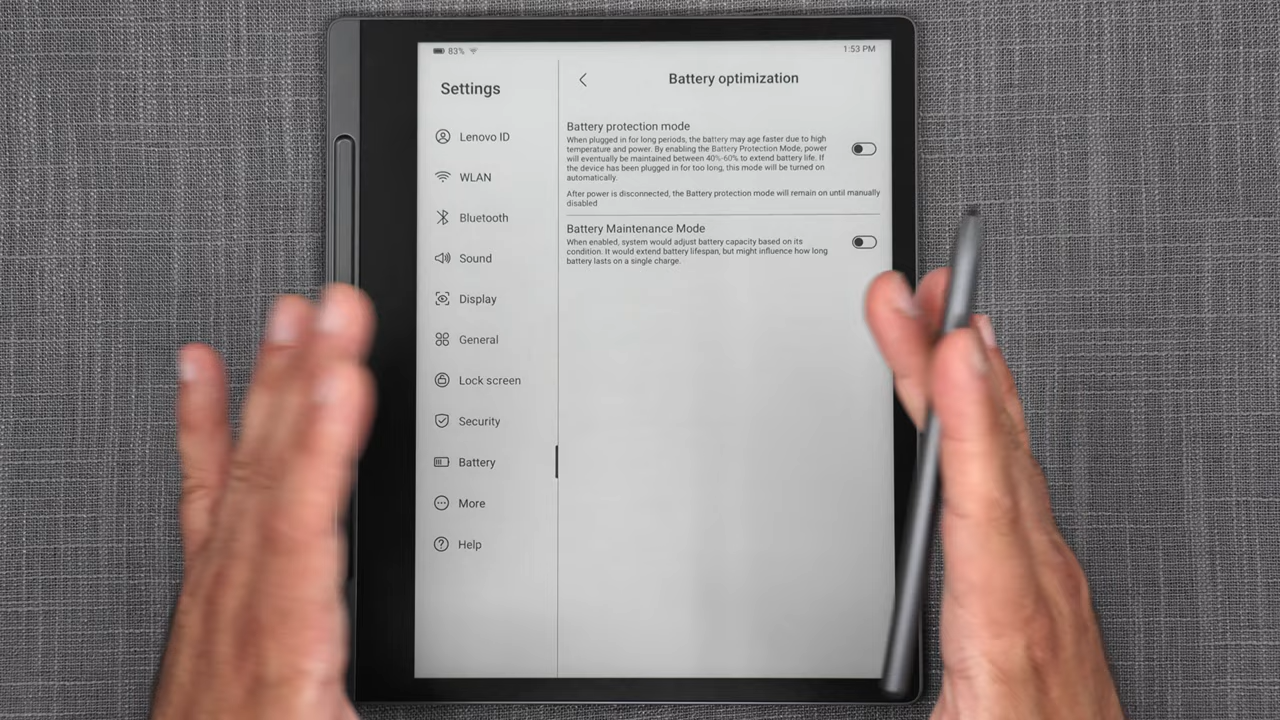 83%
1:53 PM
Settings
Lenovo ID
WLAN
Bluetooth
Sound
Display
General
Lock screen
Security
Battery
More
Help
Battery optimization
Battery protection mode
When plugged in for long periods, the battery may age faster due to high
temperature and power. By enabling the Battery Protection Mode, power
will eventually be maintained between 40%-60% to extend battery life. If
the device has been plugged in for too long, this mode will be turned on
automatically.
After power is disconnected, the Battery protection mode will remain on until manually
disabled
Battery Maintenance Mode
When enabled, system would adjust battery capacity based on its
condition. It would extend battery lifespan, but might influence how long
battery lasts on a single charge.